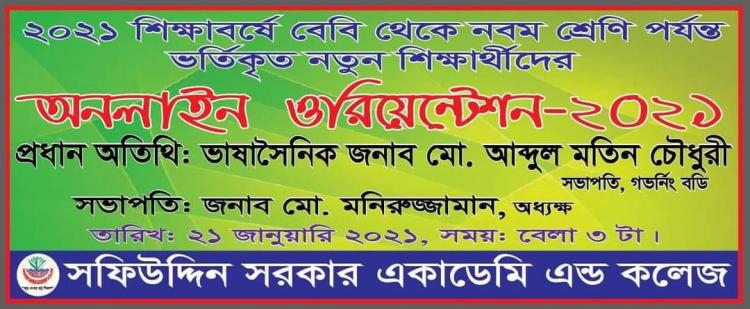 ২০২১ শিক্ষাবর্ষে বেবি থেকে নবম শ্রেণি পর্যন্ত
ভর্তিকৃত নতুন শিক্ষার্থীদের
অনলাইন ওরিয়েন্টেশন-২০২১
প্রধান অতিথি: ভাষাসৈনিক জনাব মো. আব্দুল মতিন চৌধুরী
সভাপতি, গভর্নিং বডি
সভাপতি: জনাব মো. মনিরুজ্জামান, অধ্যক্ষ
তারিখ: ২১ জানুয়ারি ২০২১, সময়: বেলা ৩ টা।
সফিউদ্দিন সরকার একাডেমি এন্ড কলেজ